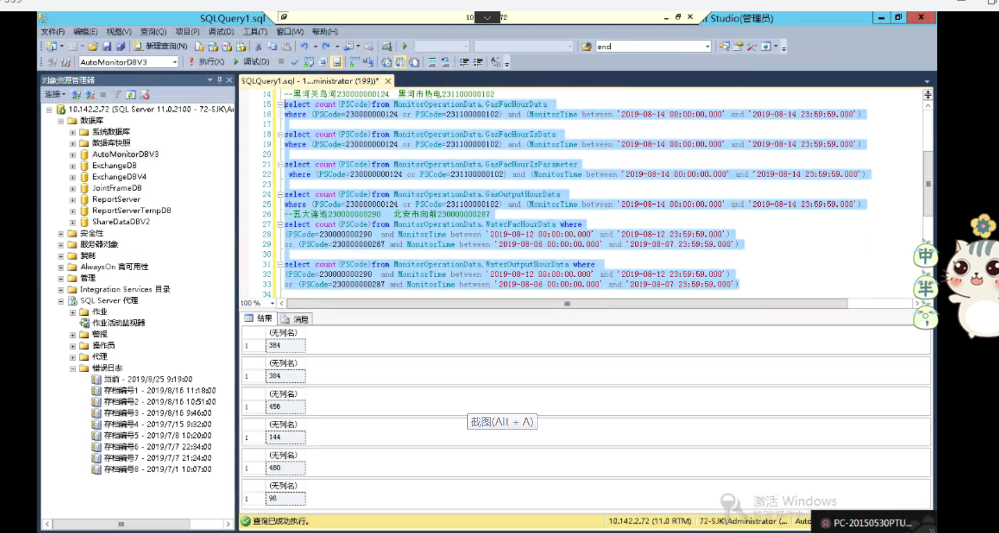 SQLQuery1.sql
10
72
Studio(管理员)
文件(F) 编辑(E) 视图(V) 查询(Q) 项目(P) 调试(D) 工具(T) 窗口(W) 帮助(H)
新建查询(N)
end
AutoMonitorDBV3
执行(X)
调试(D)
对象资源管理器
连接
10.142.2.72 (SQL Server 11.0.2100 - 72-SJK\A
数据库
系统数据库
数据库快照
AutoMonitorDBV3
ExchangeDB
ExchangeDBV4
JointFrameDB
ReportServer
ReportServerTempDB
ShareDataDBV2
安全性
服务器对象
复制
AlwaysOn 高可用性
管理
Integration Services 目录
SQL Server 代理
作业
作业活动监视器
警报
操作员
代理
错误日志
当前 - 2019/8/25 9:19:00
存档编号1 - 2019/8/16 11:18:00
存档编号2 - 2019/8/16 10:51:00
存档编号3 - 2019/8/16 9:46:00
存档编号4 - 2019/7/15 9:32:00
存档编号5 - 2019/7/8 10:20:00
存档编号6 - 2019/7/7 22:34:00
存档编号7 - 2019/7/7 21:24:00
存档编号8 - 2019/7/1 10:07:00
SQLQuery1.sql - 1...ministrator (199))*
14 --黑河关鸟河230000000124 黑河市热电231100000102
15 select count(PSCode)from MonitorOperationData.GasFacHourData
16 where (PSCode=230000000124 or PSCode=231100000102) and (MonitorTime between '2019-08-14 00:00:00.000' and '2019-08-14 23:59:59.000')
17
18 select count(PSCode)from MonitorOperationData.GasFacHourZsData
19 where (PSCode=230000000124 or PSCode=231100000102) and (MonitorTime between '2019-08-14 00:00:00.000' and '2019-08-14 23:59:59.000')
20
21 select count(PSCode)from MonitorOperationData.GasFacHourZsParameter
22 where (PSCode=230000000124 or PSCode=231100000102) and (MonitorTime between '2019-08-14 00:00:00.000' and '2019-08-14 23:59:59.000')
23
24 select count(PSCode)from MonitorOperationData.GasOutputHourData
25 where (PSCode=230000000124 or PSCode=231100000102) and (MonitorTime between '2019-08-14 00:00:00.000' and '2019-08-14 23:59:59.000')
26 --五大连池230000000290 北安市向前230000000287
27 select count(PSCode)from MonitorOperationData.WaterFacHourData where
28 (PSCode=230000000290 and MonitorTime between '2019-08-12 00:00:00.000' and '2019-08-12 23:59:59.000')
29 or (PSCode=230000000287 and MonitorTime between '2019-08-06 00:00:00.000' and '2019-08-07 23:59:59.000')
30
31 select count(PSCode)from MonitorOperationData.WaterOutputHourData where
32 (PSCode=230000000290 and MonitorTime between '2019-08-12 00:00:00.000' and '2019-08-12 23:59:59.000')
33 or (PSCode=230000000287 and MonitorTime between '2019-08-06 00:00:00.000' and '2019-08-07 23:59:59.000')
34
100 %
结果 消息
(无列名)
1 384
(无列名)
1 384
(无列名)
1 456
(无列名)
1 144
(无列名)
1 480
(无列名)
1 96
截图(Alt + A)
中
半
激活 Windows
查询已成功执行。
10.142.2.72 (11.0 RTM) 72-SJK\Administrator (... Auto
PC-20150530PTU...